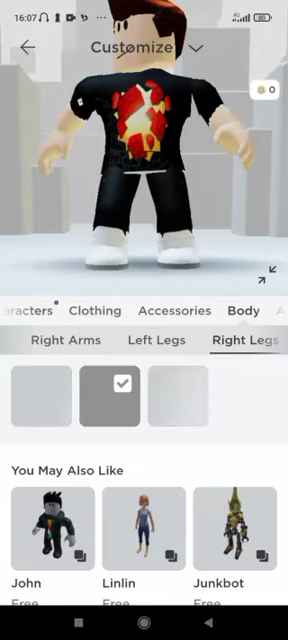 16:07
Customize
0
aracters Clothing Accessories Body A
Right Arms Left Legs Right Legs
You May Also Like
John Linlin Junkbot
Free Free Free